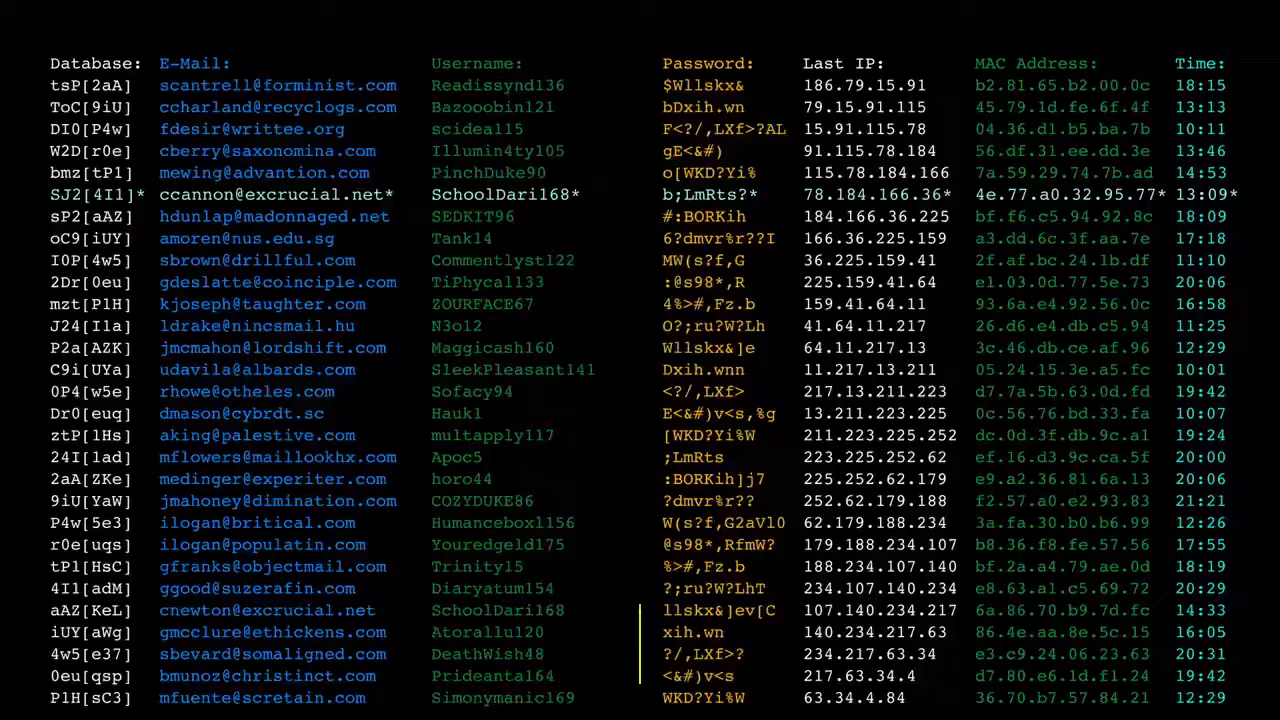 Database: E-Mail: Username: Password: Last IP: MAC Address: Time:
tsP[2aA] scantrell@forminist.com Readissynd136 $Wllskx& 186.79.15.91 b2.81.65.b2.00.0c 18:15
ToC[9iU] ccharland@recyclogs.com Bazooobin121 bDxih.wn 79.15.91.115 45.79.1d.fe.6f.4f 13:13
DI0[P4w] fdesir@writtee.org scideal15 F<?/,LXf>?AL 15.91.115.78 04.36.d1.b5.ba.7b 10:11
W2D[r0e] cberry@saxonomina.com Illumin4ty105 gE<&#) 91.115.78.184 56.df.31.ee.dd.3e 13:46
bmz[tP1] mewing@advantion.com PinchDuke90 o[WKD?Yi% 115.78.184.166 7a.59.29.74.7b.ad 14:53
SJ2[4I1]* ccannon@excrucial.net* SchoolDari168* b;LmRts?* 78.184.166.36* 4e.77.a0.32.95.77* 13:09*
sP2[aAZ] hdunlap@madonnaged.net SEDKIT96 #:BORKih 184.166.36.225 bf.f6.c5.94.92.8c 18:09
oC9[iUY] amoren@nus.edu.sg Tank14 6?dmvr%r??I 166.36.225.159 a3.dd.6c.3f.aa.7e 17:18
I0P[4w5] sbrown@drillful.com Commentlyst122 MW(s?f,G 36.225.159.41 2f.af.bc.24.1b.df 11:10
2Dr[0eu] gdeslatte@coinciple.com TiPhycal133 :@s98*,R 225.159.41.64 e1.03.0d.77.5e.73 20:06
mzt[P1H] kjoseph@taughter.com ZOURFACE67 4%>#,Fz.b 159.41.64.11 93.6a.e4.92.56.0c 16:58
J24[I1a] ldrake@nincsmail.hu N3o12 O?;ru?W?Lh 41.64.11.217 26.d6.e4.db.c5.94 11:25
P2a[AZK] jmcmahon@lordshift.com Maggicash160 Wllskx&]e 64.11.217.13 3c.46.db.ce.af.96 12:29
C9i[UYa] udavila@albards.com SleekPleasant141 Dxih.wnn 11.217.13.211 05.24.15.3e.a5.fc 10:01
0P4[w5e] rhowe@otheles.com Sofacy94 <?/,LXf> 217.13.211.223 d7.7a.5b.63.0d.fd 19:42
Dr0[euq] dmason@cybrdt.sc Hauk1 E<&#)v<s,%g 13.211.223.225 0c.56.76.bd.33.fa 10:07
ztP[1Hs] aking@palestive.com multapply117 [WKD?Yi%W 211.223.225.252 dc.0d.3f.db.9c.a1 19:24
24I[1ad] mflowers@maillookhx.com Apoc5 ;LmRts 223.225.252.62 ef.16.d3.9c.ca.5f 20:00
2aA[ZKe] medinger@experiter.com horo44 :BORKih]j7 225.252.62.179 e9.a2.36.81.6a.13 20:06
9iU[YaW] jmahoney@dimination.com COZYDUKE86 ?dmvr%r?? 252.62.179.188 f2.57.a0.e2.93.83 21:21
P4w[5e3] ilogan@britical.com Humanceboxl156 W(s?f,G2aVl0 62.179.188.234 3a.fa.30.b0.b6.99 12:26
r0e[uqs] ilogan@populatin.com Youredgeld175 @s98*,RfmW? 179.188.234.107 b8.36.f8.fe.57.56 17:55
tP1[HsC] gfranks@objectmail.com Trinity15 %>#,Fz.b 188.234.107.140 bf.2a.a4.79.ae.0d 18:19
4I1[adM] ggood@suzerafin.com Diaryatum154 ?;ru?W?LhT 234.107.140.234 e8.63.a1.c5.69.72 20:29
aAZ[KeL] cnewton@excrucial.net SchoolDari168 llskx&]ev[C 107.140.234.217 6a.86.70.b9.7d.fc 14:33
iUY[aWg] gmcclure@ethickens.com Atorallu120 xih.wn 140.234.217.63 86.4e.aa.8e.5c.15 16:05
4w5[e37] sbevard@somaligned.com DeathWish48 ?/,LXf>? 234.217.63.34 e3.c9.24.06.23.63 20:31
0eu[qsp] bmunoz@christinct.com Prideanta164 <&#)v<s 217.63.34.4 d7.80.e6.1d.f1.24 19:42
P1H[sC3] mfuente@scretain.com Simonymanic169 WKD?Yi%W 63.34.4.84 36.70.b7.57.84.21 12:29